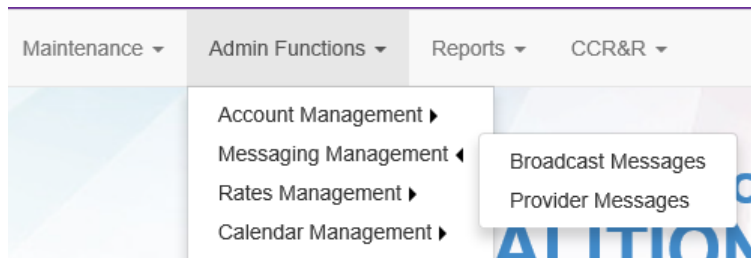 Maintenance Admin Functions Reports CCR&R
Account Management
Messaging Management
Rates Management
Calendar Management
Broadcast Messages
Provider Messages